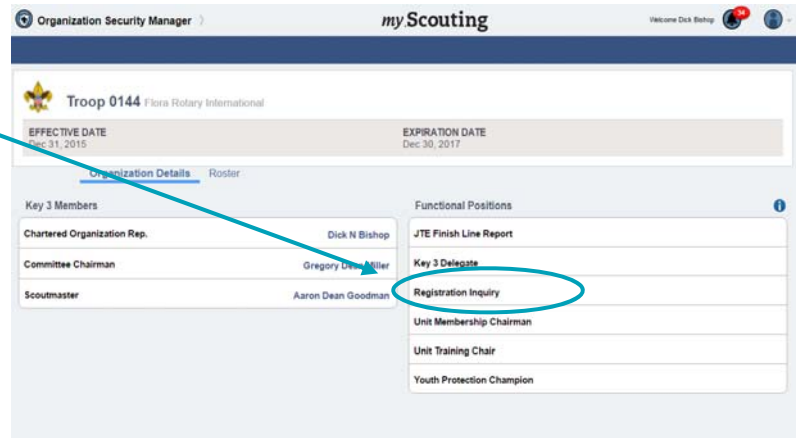 Organization Security Manager
my.Scouting
Welcome Dick Bishop
34
Troop 0144 Flora Rotary International
EFFECTIVE DATE
EXPIRATION DATE
Dec 31, 2015
Dec 30, 2017
Organization Details
Roster
Key 3 Members
Chartered Organization Rep.
Dick N Bishop
Committee Chairman
Gregory Dean Miller
Scoutmaster
Aaron Dean Goodman
Functional Positions
JTE Finish Line Report
Key 3 Delegate
Registration Inquiry
Unit Membership Chairman
Unit Training Chair
Youth Protection Champion